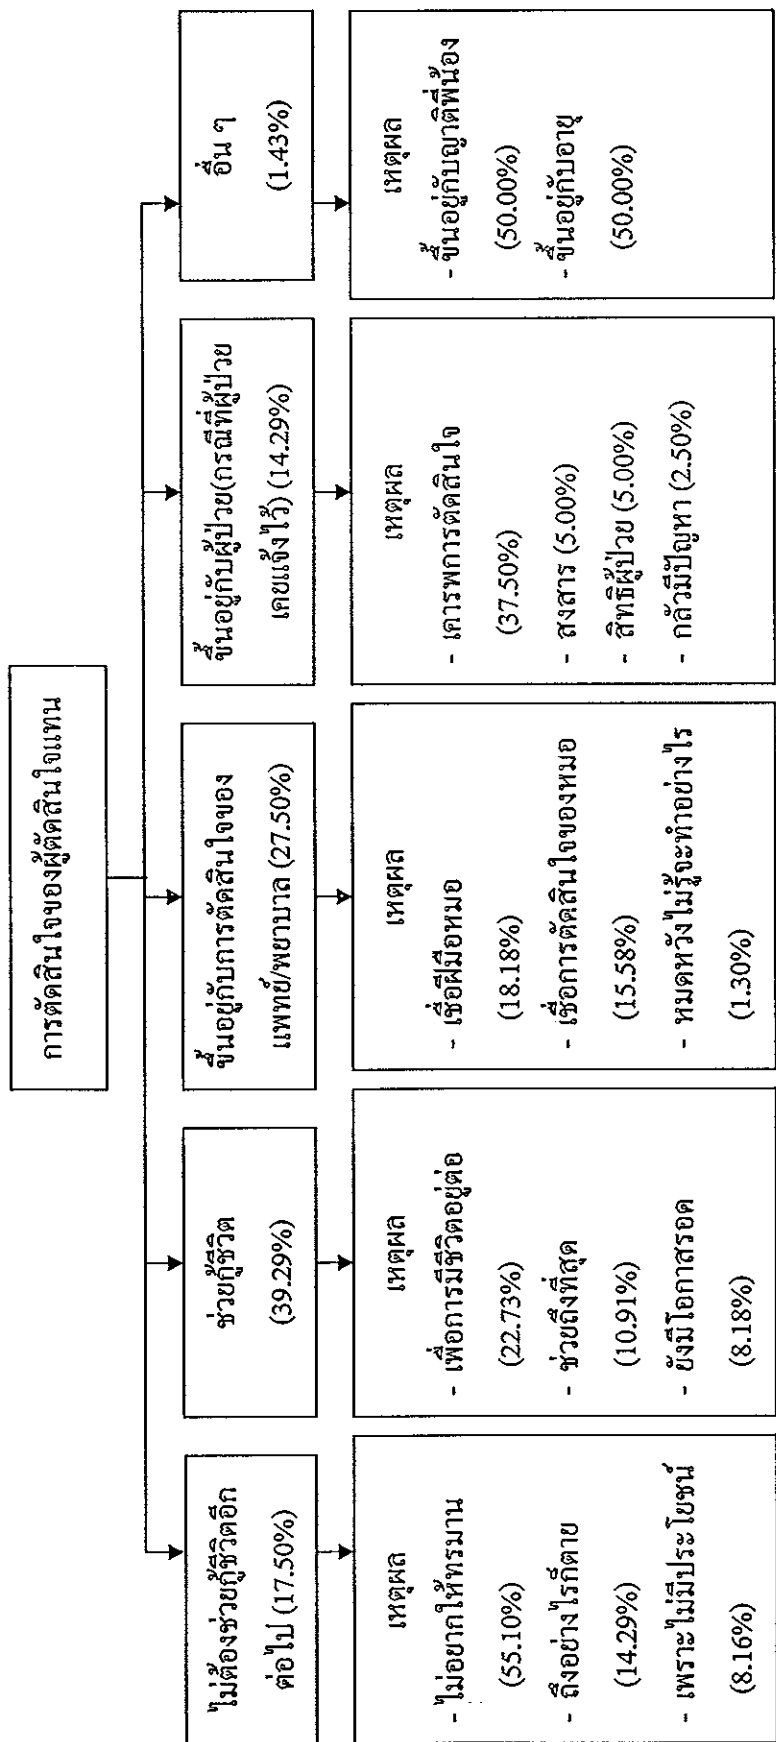 การตัดสินใจของผู้ตัดสินใจแทน
ไม่ต้องช่วยกู้ชีวิตอีก
ต่อไป (17.50%)
ช่วยกู้ชีวิต
(39.29%)
ขึ้นอยู่กับการตัดสินใจของ
แพทย์/พยาบาล (27.50%)
ขึ้นอยู่กับผู้ป่วย(กรณีที่ผู้ป่วย
เคยแจ้งไว้) (14.29%)
อื่น ๆ
(1.43%)
เหตุผล
- ไม่อยากให้ทรมาน
(55.10%)
- ถึงอย่างไรก็ตาย
(14.29%)
- เพราะไม่มีประโยชน์
(8.16%)
เหตุผล
- เพื่อการมีชีวิตอยู่ต่อ
(22.73%)
- ช่วยถึงที่สุด
(10.91%)
- ยังมีโอกาสรอด
(8.18%)
เหตุผล
- เชื่อฝีมือหมอ
(18.18%)
- เชื่อการตัดสินใจของหมอ
(15.58%)
- หมดหวังไม่รู้จะทำอย่างไร
(1.30%)
เหตุผล
- เคารพการตัดสินใจ
(37.50%)
- สงสาร (5.00%)
- สิทธิผู้ป่วย (5.00%)
- กลัวมีปัญหา (2.50%)
เหตุผล
- ขึ้นอยู่กับญาติพี่น้อง
(50.00%)
- ขึ้นอยู่กับอายุ
(50.00%)